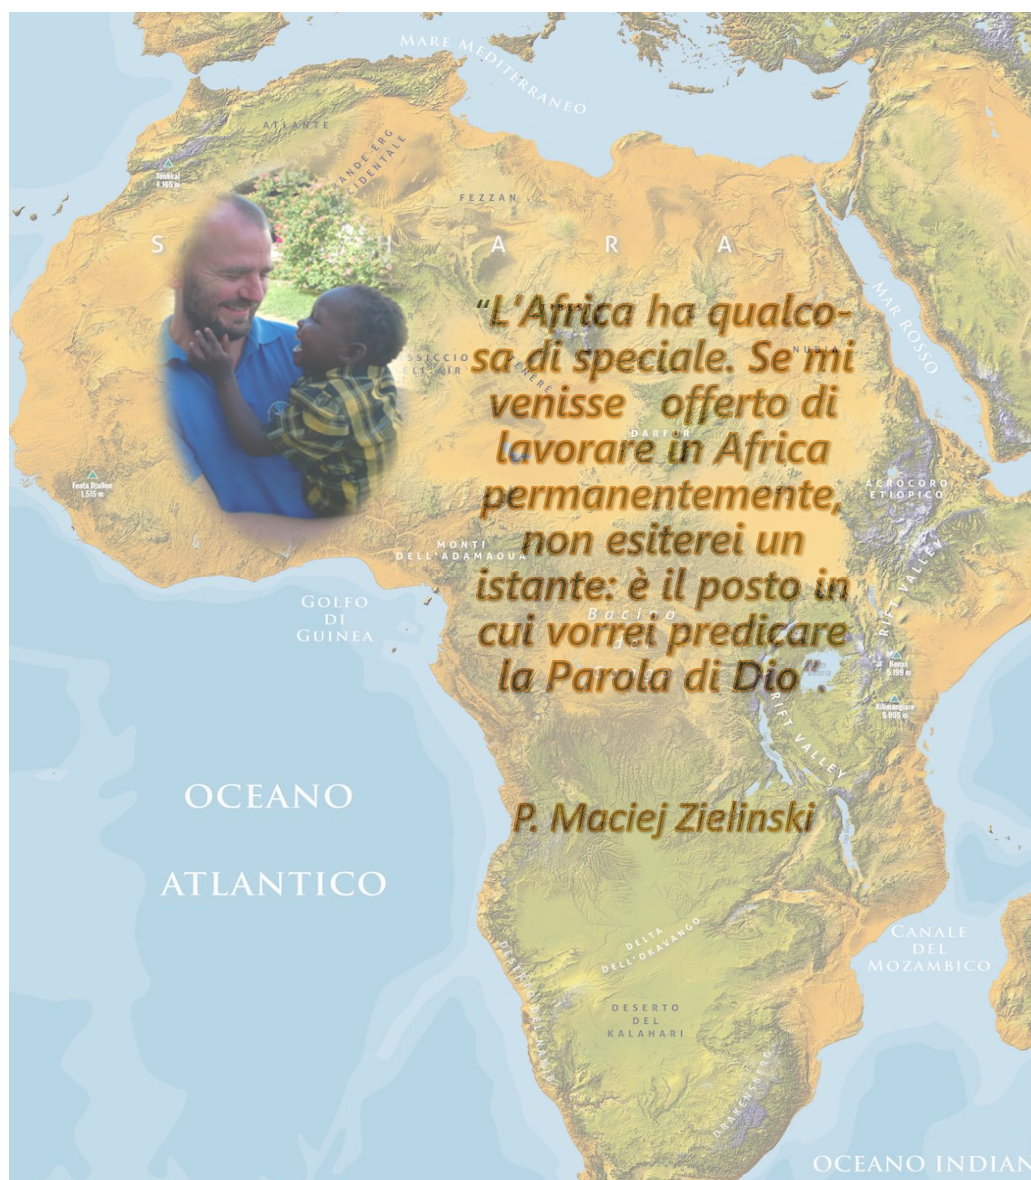 MARE MEDITERRANEO
ATLANTE
FEZZAN
Toubkal
4.165 m
S H A R A
MAR ROSSO
NUBIA
“L‘Africa ha qualco-
sa di speciale. Se mi
venisse offerto di
lavorare in Africa
permanentemente,
non esiterei un
istante: è il posto in
cui vorrei predicare
la Parola di Dio”.
P. Maciej Zielinski
DARFUR
ACROCORO
ETIOPICO
Fouta Djallon
1.515 m
MONTI
DELL'ADAMAOUA
GOLFO
DI
GUINEA
Bacino
RIFT VALLEY
Kenya
5.199 m
Kilimangiaro
5.895 m
RIFT VALLEY
OCEANO
ATLANTICO
CANALE
DEL
MOZAMBICO
DELTA
DELL'OKAVANGO
DESERTO
DEL
KALAHARI
DRAKENSBERG
OCEANO INDIAN